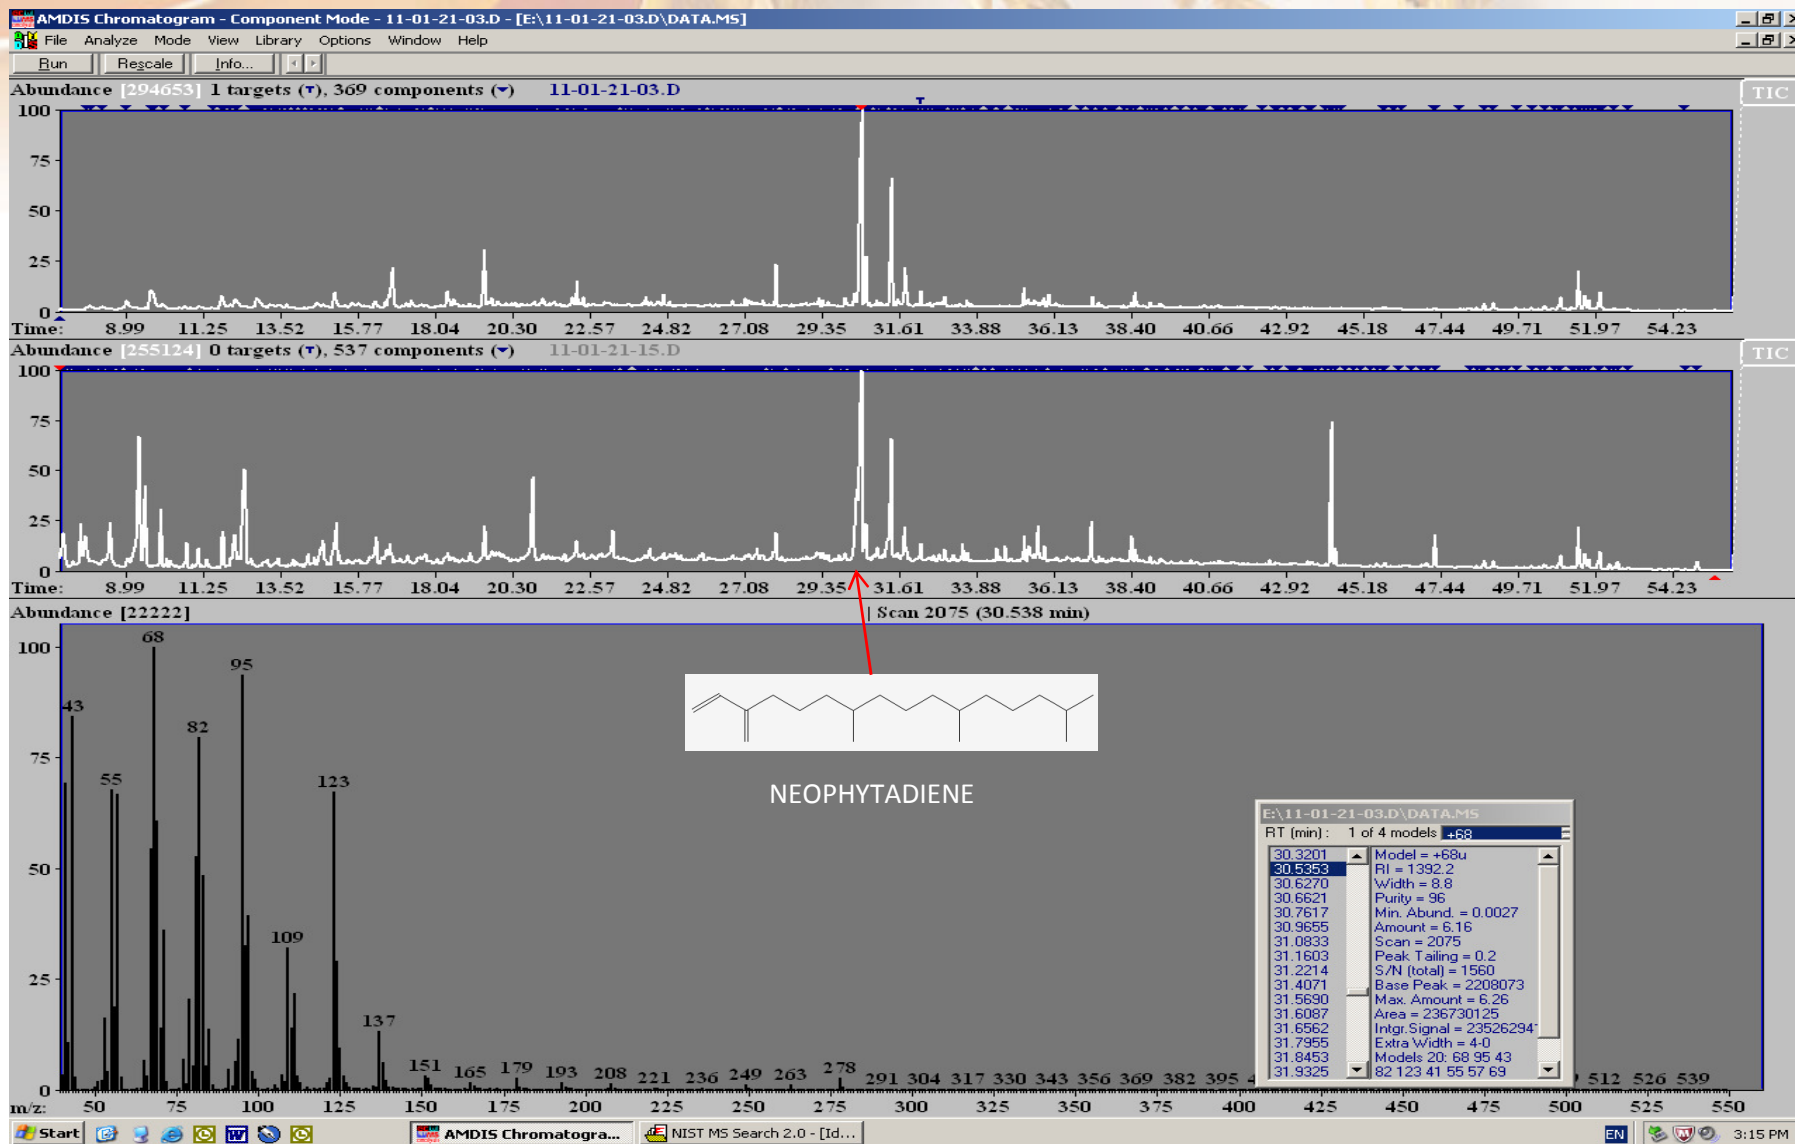 AMDIS Chromatogram - Component Mode - 11-01-21-03.D - [E:\11-01-21-03.D\DATA.MS]
File Analyze Mode View Library Options Window Help
Run Rescale Info...
Abundance [294653] 1 targets (T), 369 components (▾) 11-01-21-03.D
TIC
100
75
50
25
0
Time: 8.99 11.25 13.52 15.77 18.04 20.30 22.57 24.82 27.08 29.35 31.61 33.88 36.13 38.40 40.66 42.92 45.18 47.44 49.71 51.97 54.23
Abundance [255124] 0 targets (T), 537 components (▾) 11-01-21-15.D
TIC
100
75
50
25
0
Time: 8.99 11.25 13.52 15.77 18.04 20.30 22.57 24.82 27.08 29.35 31.61 33.88 36.13 38.40 40.66 42.92 45.18 47.44 49.71 51.97 54.23
Abundance [22222] | Scan 2075 (30.538 min)
100
75
50
25
0
43
55
68
82
95
109
123
137
151 165 179 193 208 221 236 249 263 278 291 304 317 330 343 356 369 382 395 512 526 539
NEOPHYTADIENE
E:\11-01-21-03.D\DATA.MS
RT (min) : 1 of 4 models +68
30.3201 Model = +68u
30.5353 RI = 1392.2
30.6270 Width = 8.8
30.6621 Purity = 96
30.7617 Min. Abund. = 0.0027
30.9655 Amount = 6.16
31.0833 Scan = 2075
31.1603 Peak Tailing = 0.2
31.2214 S/N (total) = 1560
31.4071 Base Peak = 2208073
31.5690 Max. Amount = 6.26
31.6087 Area = 236730125
31.6562 Intgr.Signal = 23526294
31.7955 Extra Width = 4-0
31.8453 Models 20: 68 95 43
31.9325 82 123 41 55 57 69
m/z: 50 75 100 125 150 175 200 225 250 275 300 325 350 375 400 425 450 475 500 525 550
Start AMDIS Chromatogra... NIST MS Search 2.0 - [Id... EN 3:15 PM